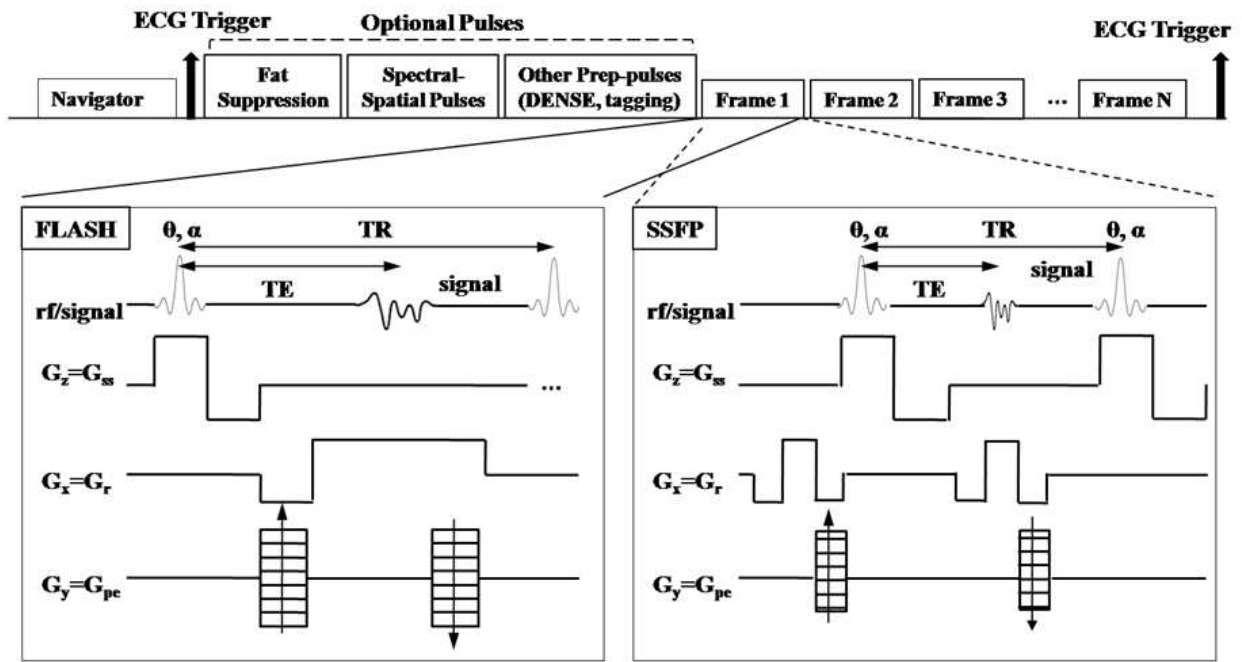 ECG Trigger
Optional Pulses
ECG Trigger
Navigator
Fat
Suppression
Spectral-
Spatial Pulses
Other Prep-pulses
(DENSE, tagging)
Frame 1
Frame 2
Frame 3
...
Frame N
FLASH
θ, α
TR
TE
signal
rf/signal
G_z=G_ss
...
G_x=G_r
G_y=G_pe
SSFP
θ, α
TR
θ, α
TE
signal
rf/signal
G_z=G_ss
G_x=G_r
G_y=G_pe